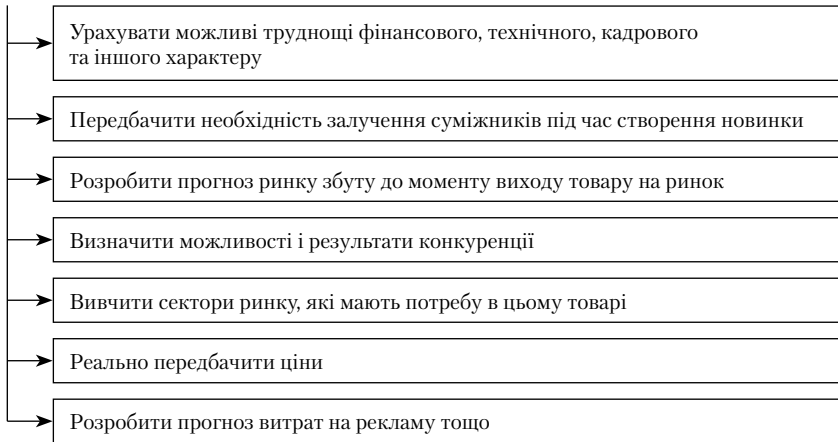 Урахувати можливі труднощі фінансового, технічного, кадрового
та іншого характеру
Передбачити необхідність залучення суміжників під час створення новинки
Розробити прогноз ринку збуту до моменту виходу товару на ринок
Визначити можливості і результати конкуренції
Вивчити сектори ринку, які мають потребу в цьому товарі
Реально передбачити ціни
Розробити прогноз витрат на рекламу тощо